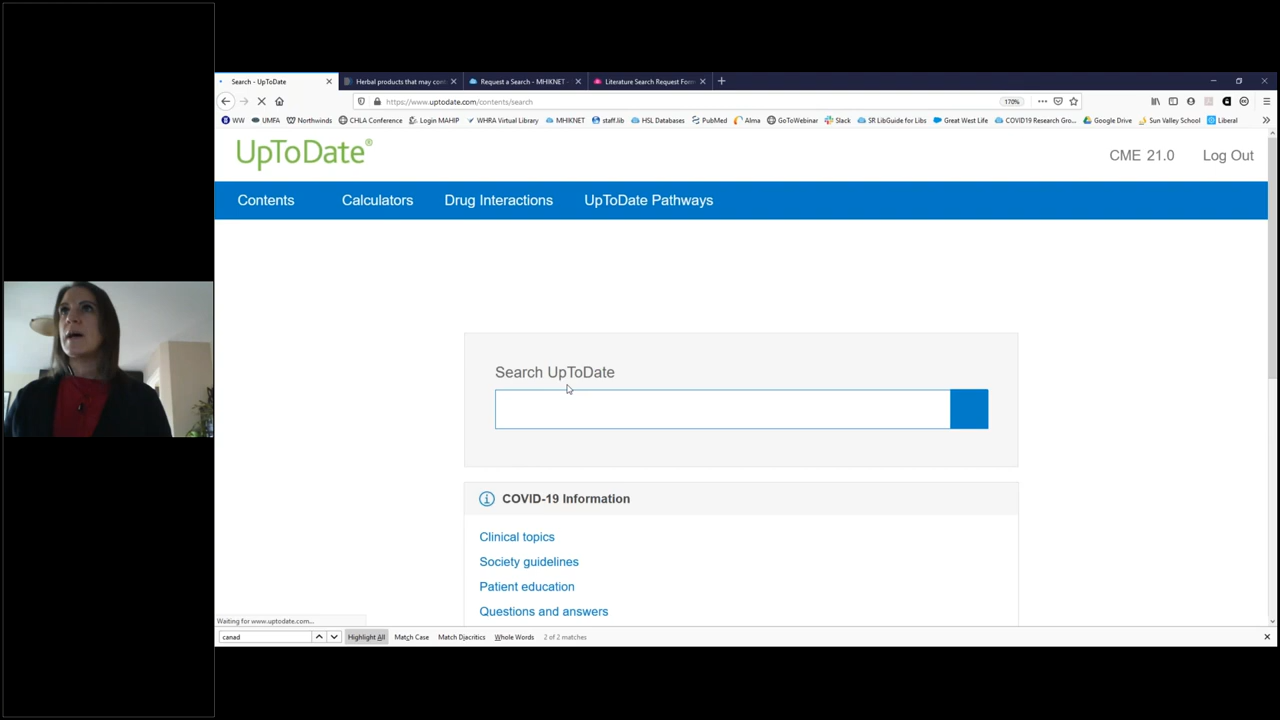 Search - UpToDate
Herbal products that may con
Request a Search - MHIKNET -
Literature Search Request Form
https://www.uptodate.com/contents/search
170%
WW UMFA Northwinds CHLA Conference Login MAHIP WHRA Virtual Library MHIKNET staff.lib HSL Databases PubMed Alma GoToWebinar Slack SR LibGuide for Libs Great West Life COVID19 Research Gro... Google Drive Sun Valley School Liberal
UpToDate®
CME 21.0 Log Out
Contents Calculators Drug Interactions UpToDate Pathways
Search UpToDate
COVID-19 Information
Clinical topics
Society guidelines
Patient education
Questions and answers
Waiting for www.uptodate.com...
canad Highlight All Match Case Match Diacritics Whole Words 2 of 2 matches